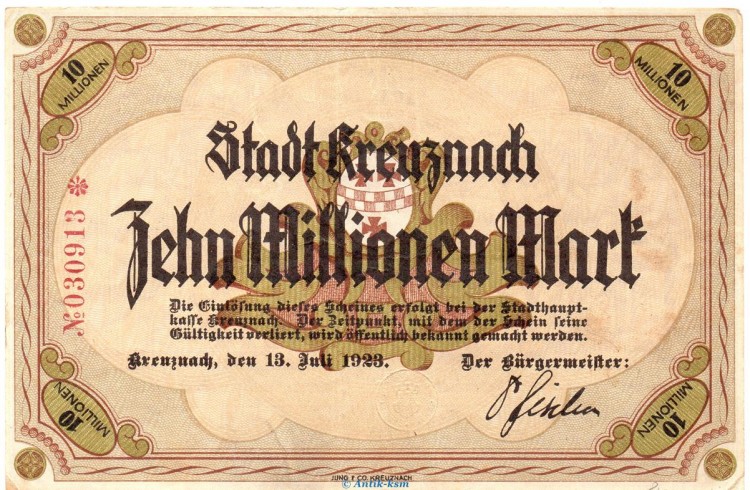 10
MILLIONEN
10
MILLIONEN
Stadt Kreuznach
№030913 *
Zehn Millionen Mark
Die Einlösung dieses Scheines erfolgt bei der Stadthaupt-
kasse Kreuznach. Der Zeitpunkt, mit dem der Schein seine
Gültigkeit verliert, wird öffentlich bekannt gemacht werden.
Kreuznach, den 13. Juli 1923. Der Bürgermeister:
10
MILLIONEN
10
MILLIONEN
JUNG & CO. KREUZNACH
© Antik-ksm